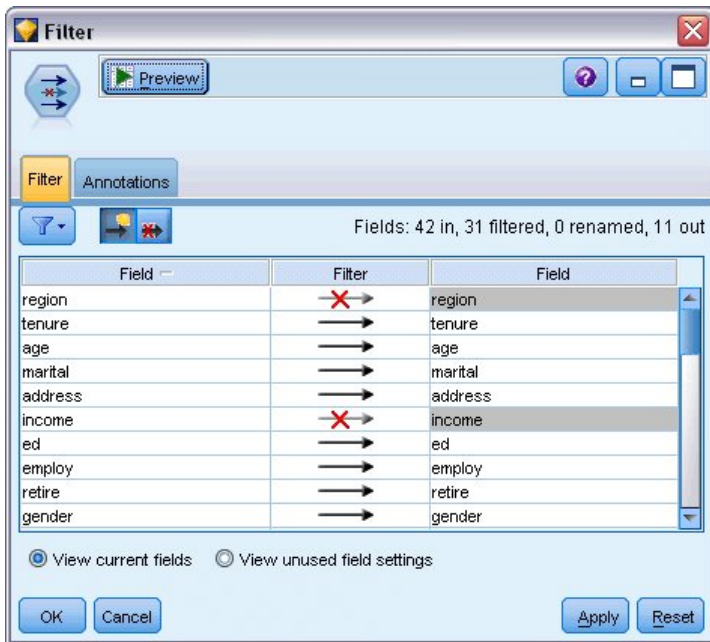 Filter
Preview
Filter Annotations
Fields: 42 in, 31 filtered, 0 renamed, 11 out
Field Filter Field
region region
tenure tenure
age age
marital marital
address address
income income
ed ed
employ employ
retire retire
gender gender
View current fields View unused field settings
OK Cancel Apply Reset